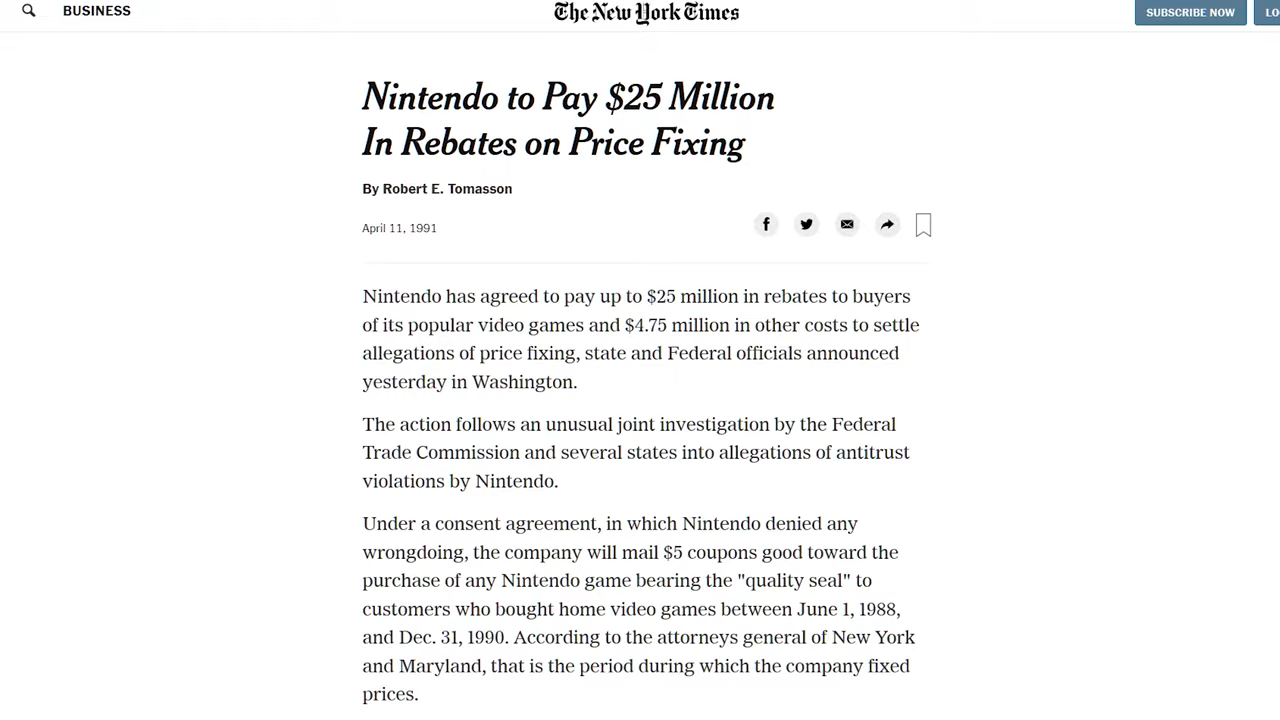 BUSINESS
The New York Times
SUBSCRIBE NOW
LO
Nintendo to Pay $25 Million
In Rebates on Price Fixing
By Robert E. Tomasson
April 11, 1991
Nintendo has agreed to pay up to $25 million in rebates to buyers
of its popular video games and $4.75 million in other costs to settle
allegations of price fixing, state and Federal officials announced
yesterday in Washington.
The action follows an unusual joint investigation by the Federal
Trade Commission and several states into allegations of antitrust
violations by Nintendo.
Under a consent agreement, in which Nintendo denied any
wrongdoing, the company will mail $5 coupons good toward the
purchase of any Nintendo game bearing the "quality seal" to
customers who bought home video games between June 1, 1988,
and Dec. 31, 1990. According to the attorneys general of New York
and Maryland, that is the period during which the company fixed
prices.